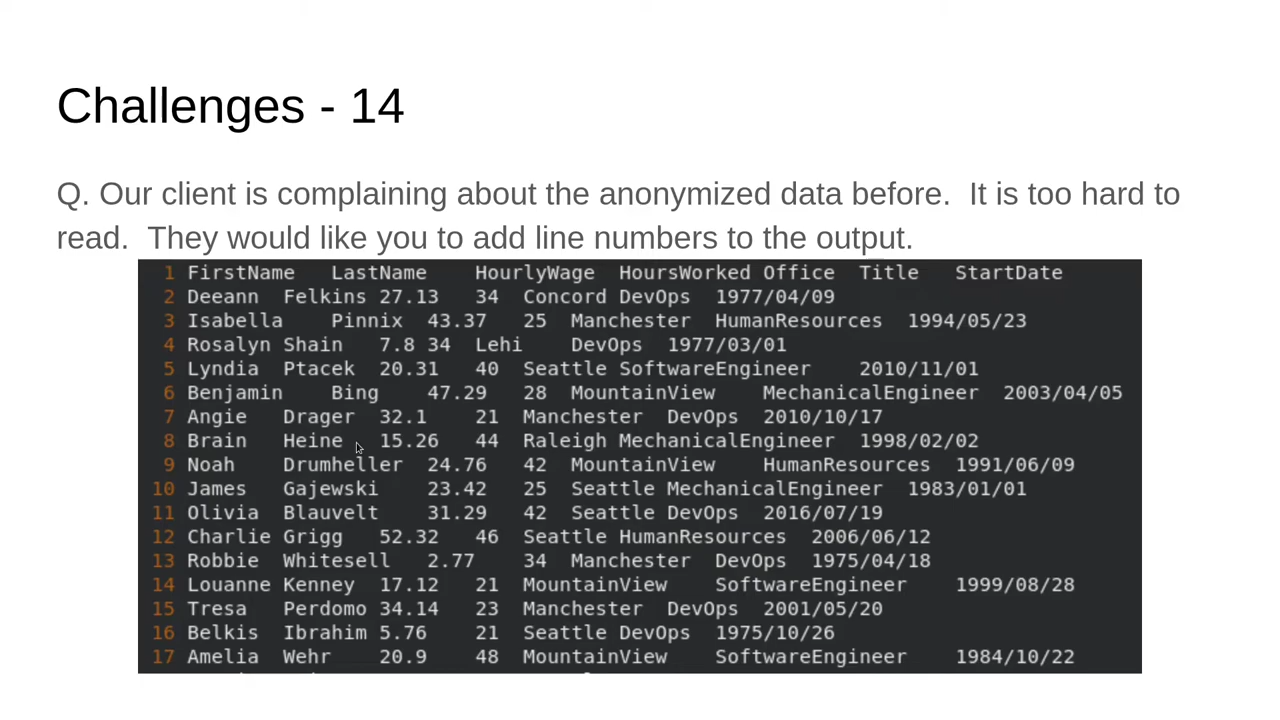 Challenges - 14
Q. Our client is complaining about the anonymized data before.  It is too hard to
read.  They would like you to add line numbers to the output.
1 FirstName   LastName    HourlyWage  HoursWorked Office  Title   StartDate
2 Deeann  Felkins 27.13   34  Concord DevOps  1977/04/09
3 Isabella    Pinnix  43.37   25  Manchester  HumanResources  1994/05/23
4 Rosalyn Shain   7.8 34  Lehi    DevOps  1977/03/01
5 Lyndia  Ptacek  20.31   40  Seattle SoftwareEngineer    2010/11/01
6 Benjamin    Bing    47.29   28  MountainView    MechanicalEngineer  2003/04/05
7 Angie   Drager  32.1    21  Manchester  DevOps  2010/10/17
8 Brain   Heine   15.26   44  Raleigh MechanicalEngineer  1998/02/02
9 Noah    Drumheller  24.76   42  MountainView    HumanResources  1991/06/09
10 James   Gajewski    23.42   25  Seattle MechanicalEngineer  1983/01/01
11 Olivia  Blauvelt    31.29   42  Seattle DevOps  2016/07/19
12 Charlie Grigg   52.32   46  Seattle HumanResources  2006/06/12
13 Robbie  Whitesell   2.77    34  Manchester  DevOps  1975/04/18
14 Louanne Kenney  17.12   21  MountainView    SoftwareEngineer    1999/08/28
15 Tresa   Perdomo 34.14   23  Manchester  DevOps  2001/05/20
16 Belkis  Ibrahim 5.76    21  Seattle DevOps  1975/10/26
17 Amelia  Wehr    20.9    48  MountainView    SoftwareEngineer    1984/10/22